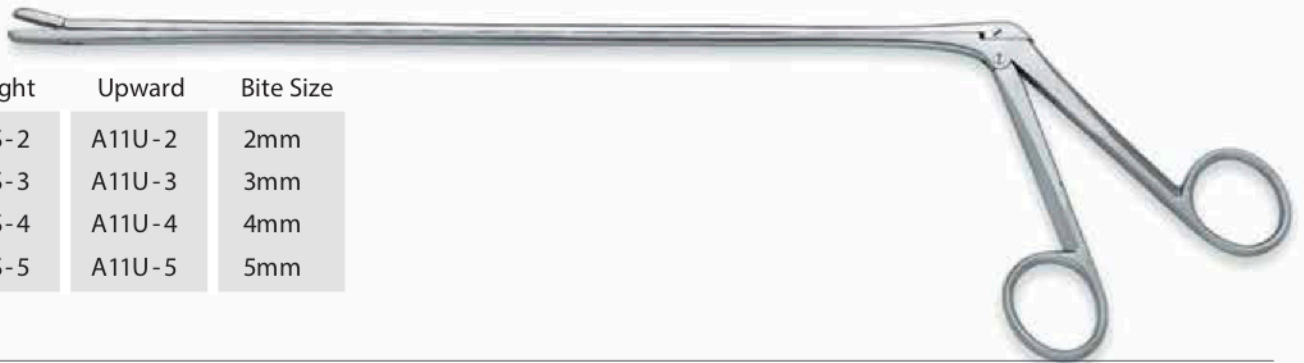 ght Upward Bite Size
-2 A11U-2 2mm
-3 A11U-3 3mm
-4 A11U-4 4mm
-5 A11U-5 5mm